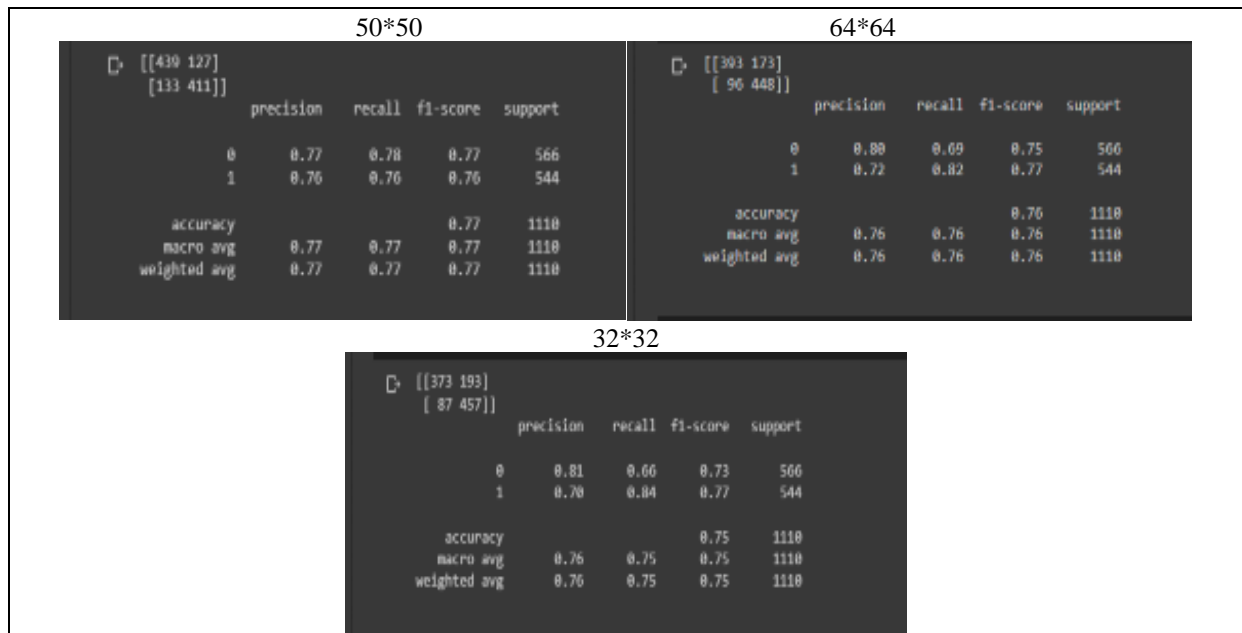 50*50
[[439 127]
[133 411]]
precision recall f1-score support
0 0.77 0.78 0.77 566
1 0.76 0.76 0.76 544
accuracy 0.77 1110
macro avg 0.77 0.77 0.77 1110
weighted avg 0.77 0.77 0.77 1110
64*64
[[393 173]
[ 96 448]]
precision recall f1-score support
0 0.80 0.69 0.75 566
1 0.72 0.82 0.77 544
accuracy 0.76 1110
macro avg 0.76 0.76 0.76 1110
weighted avg 0.76 0.76 0.76 1110
32*32
[[373 193]
[ 87 457]]
precision recall f1-score support
0 0.81 0.66 0.73 566
1 0.70 0.84 0.77 544
accuracy 0.75 1110
macro avg 0.76 0.75 0.75 1110
weighted avg 0.76 0.75 0.75 1110